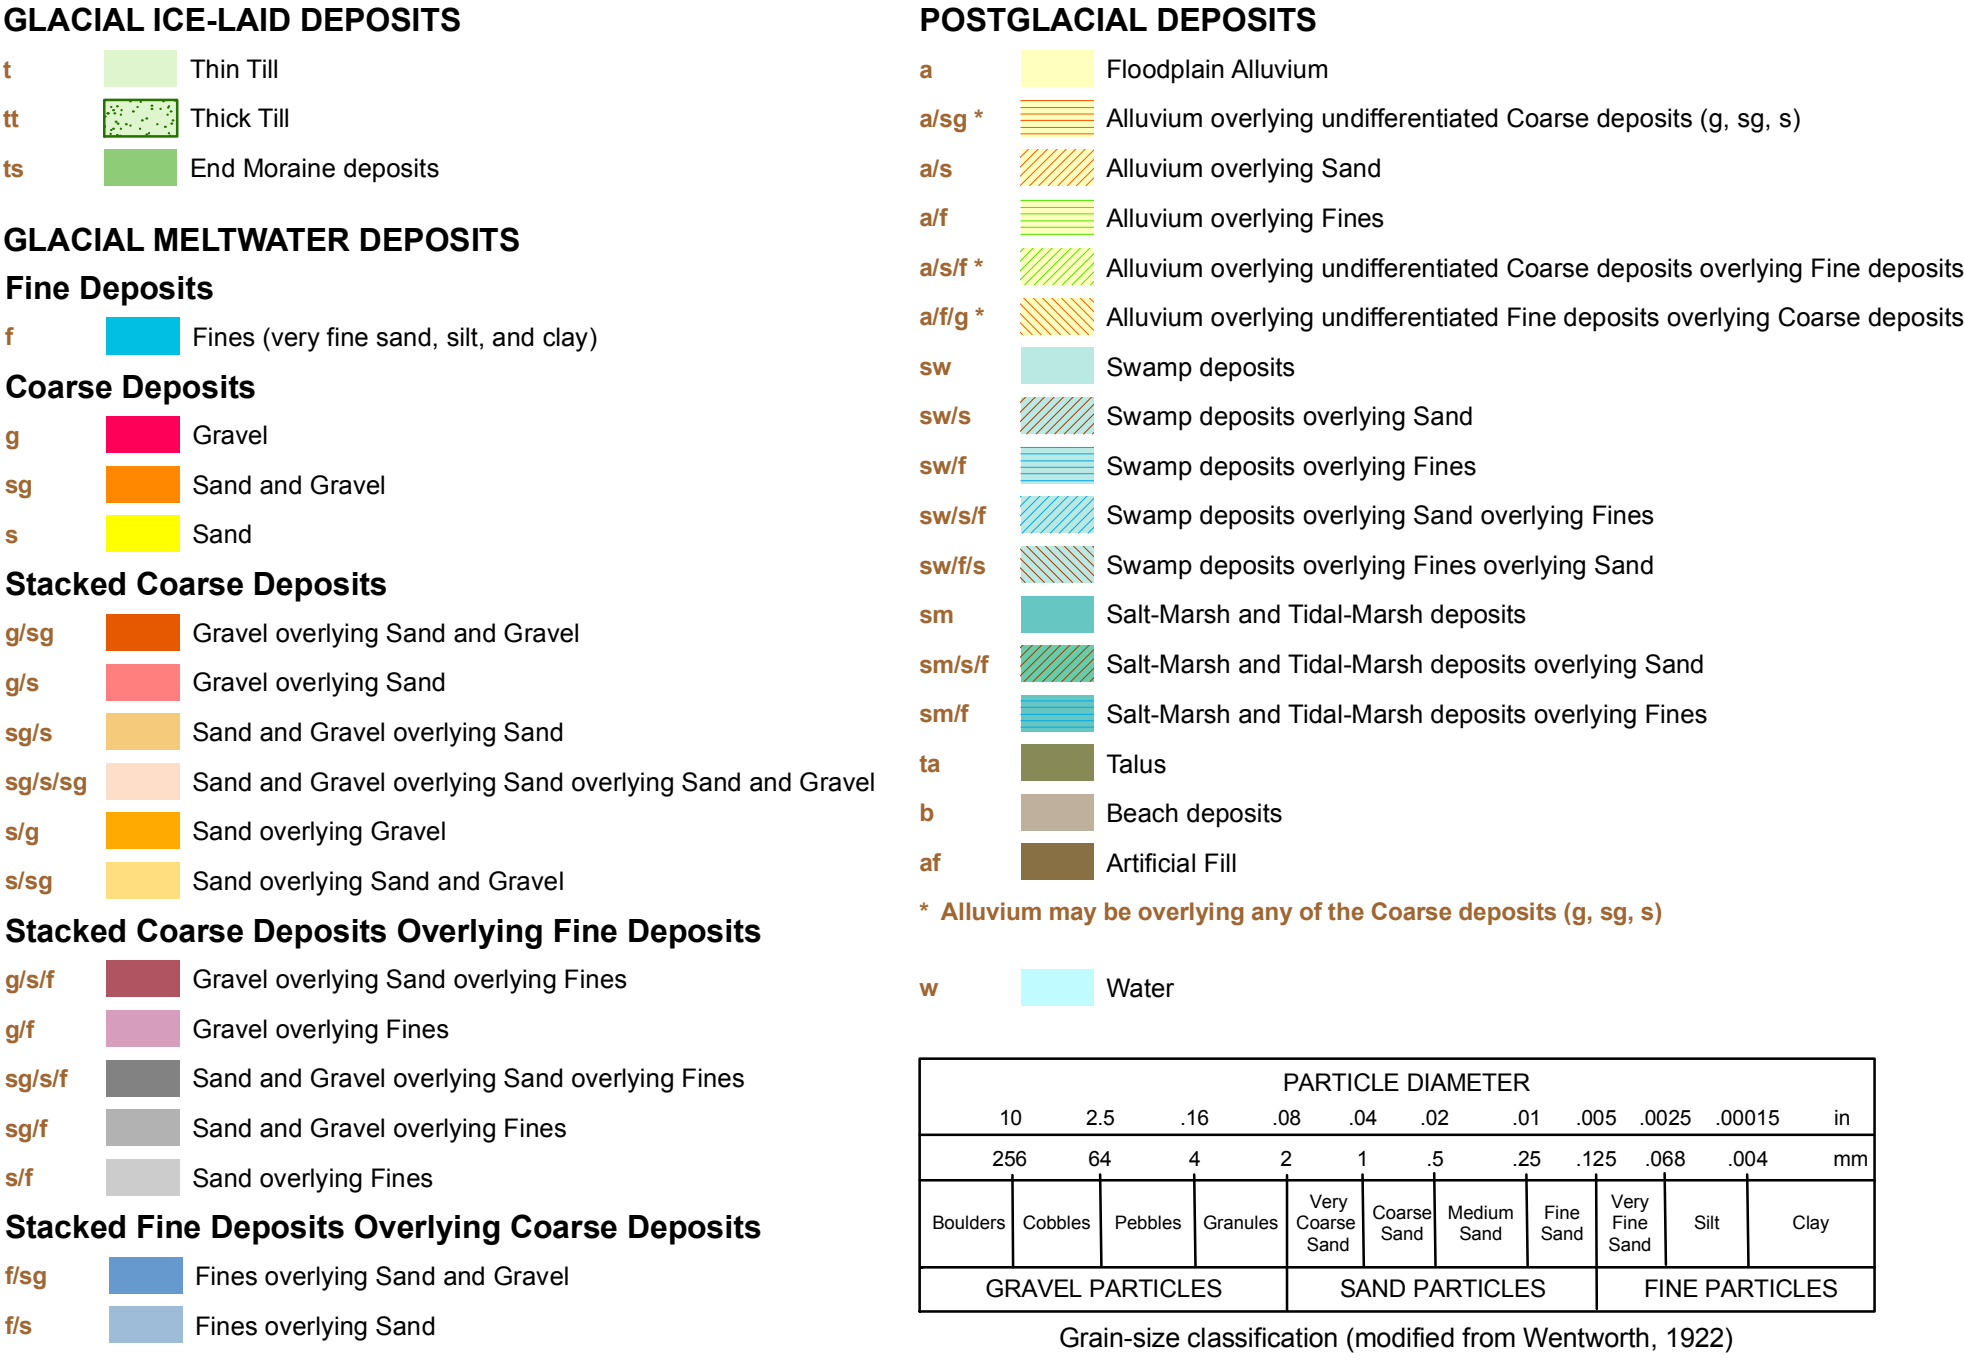 GLACIAL ICE-LAID DEPOSITS
t Thin Till
tt Thick Till
ts End Moraine deposits
GLACIAL MELTWATER DEPOSITS
Fine Deposits
f Fines (very fine sand, silt, and clay)
Coarse Deposits
g Gravel
sg Sand and Gravel
s Sand
Stacked Coarse Deposits
g/sg Gravel overlying Sand and Gravel
g/s Gravel overlying Sand
sg/s Sand and Gravel overlying Sand
sg/s/sg Sand and Gravel overlying Sand overlying Sand and Gravel
s/g Sand overlying Gravel
s/sg Sand overlying Sand and Gravel
Stacked Coarse Deposits Overlying Fine Deposits
g/s/f Gravel overlying Sand overlying Fines
g/f Gravel overlying Fines
sg/s/f Sand and Gravel overlying Sand overlying Fines
sg/f Sand and Gravel overlying Fines
s/f Sand overlying Fines
Stacked Fine Deposits Overlying Coarse Deposits
f/sg Fines overlying Sand and Gravel
f/s Fines overlying Sand
POSTGLACIAL DEPOSITS
a Floodplain Alluvium
a/sg * Alluvium overlying undifferentiated Coarse deposits (g, sg, s)
a/s Alluvium overlying Sand
a/f Alluvium overlying Fines
a/s/f * Alluvium overlying undifferentiated Coarse deposits overlying Fine deposits
a/f/g * Alluvium overlying undifferentiated Fine deposits overlying Coarse deposits
sw Swamp deposits
sw/s Swamp deposits overlying Sand
sw/f Swamp deposits overlying Fines
sw/s/f Swamp deposits overlying Sand overlying Fines
sw/f/s Swamp deposits overlying Fines overlying Sand
sm Salt-Marsh and Tidal-Marsh deposits
sm/s/f Salt-Marsh and Tidal-Marsh deposits overlying Sand
sm/f Salt-Marsh and Tidal-Marsh deposits overlying Fines
ta Talus
b Beach deposits
af Artificial Fill
* Alluvium may be overlying any of the Coarse deposits (g, sg, s)
w Water
PARTICLE DIAMETER
10 2.5 .16 .08 .04 .02 .01 .005 .0025 .00015 in
256 64 4 2 1 .5 .25 .125 .068 .004 mm
Boulders Cobbles Pebbles Granules Very Coarse Sand Coarse Sand Medium Sand Fine Sand Very Fine Sand Silt Clay
GRAVEL PARTICLES SAND PARTICLES FINE PARTICLES
Grain-size classification (modified from Wentworth, 1922)